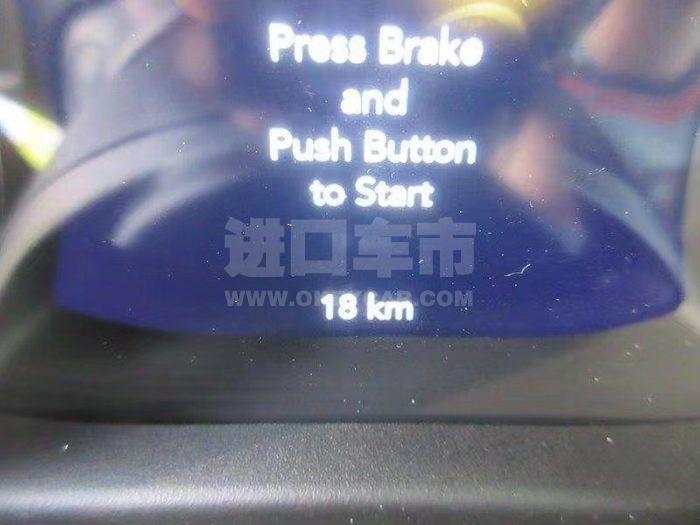 Press Brake
and
Push Button
to Start
进口车市
18 km